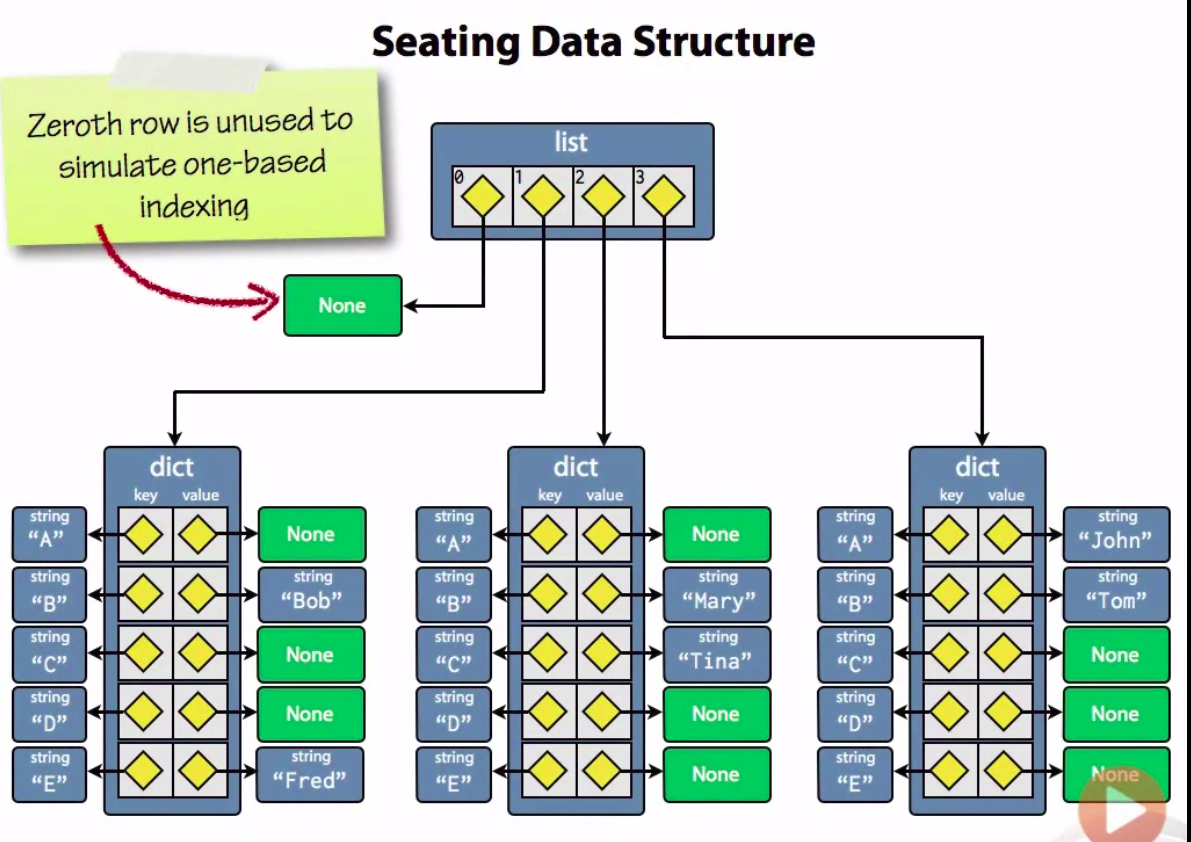 Seating Data Structure
Zeroth row is unused to
simulate one-based
indexing
list
0 1 2 3
None
dict dict dict
key value key value key value
string "A" None string "A" None string "A" string "John"
string "B" string "Bob" string "B" string "Mary" string "B" string "Tom"
string "C" None string "C" string "Tina" string "C" None
string "D" None string "D" None string "D" None
string "E" string "Fred" string "E" None string "E" None